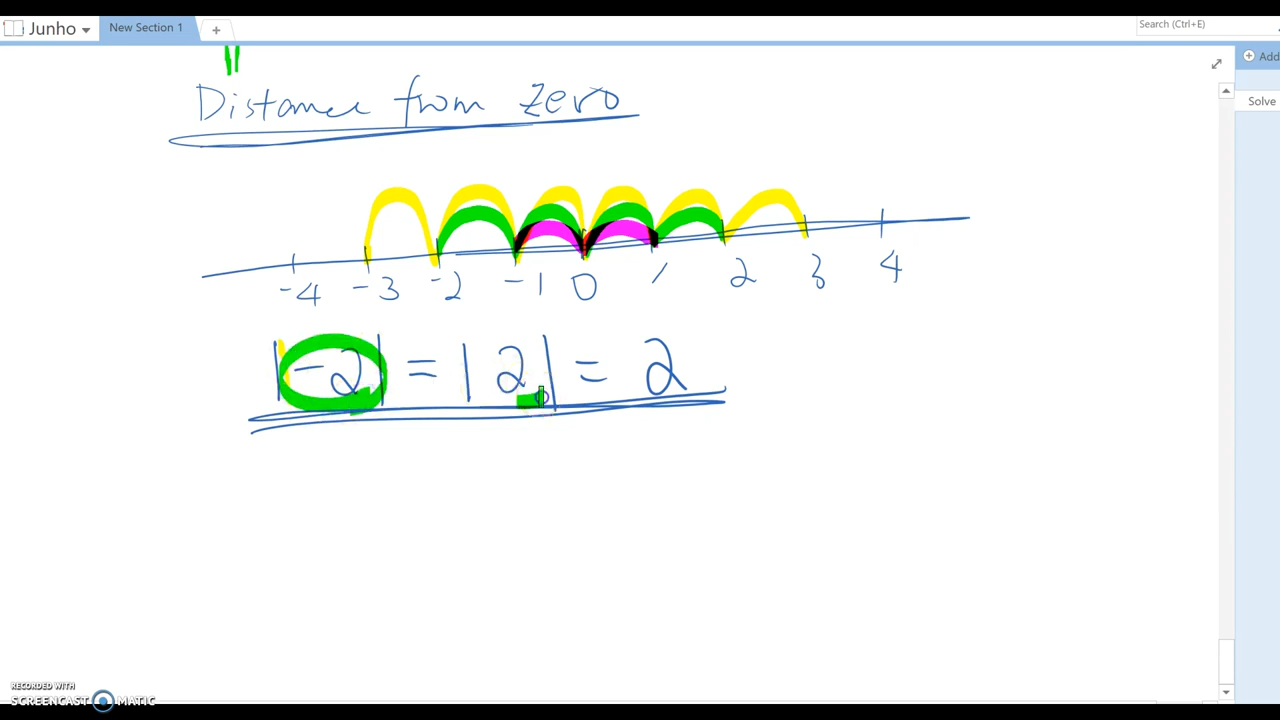 Junho
New Section 1
+
Search (Ctrl+E)
Add
Solve
Distance from zero
-4 -3 -2 -1 0 1 2 3 4
|-2| = |2| = 2
RECORDED WITH
SCREENCAST MATIC